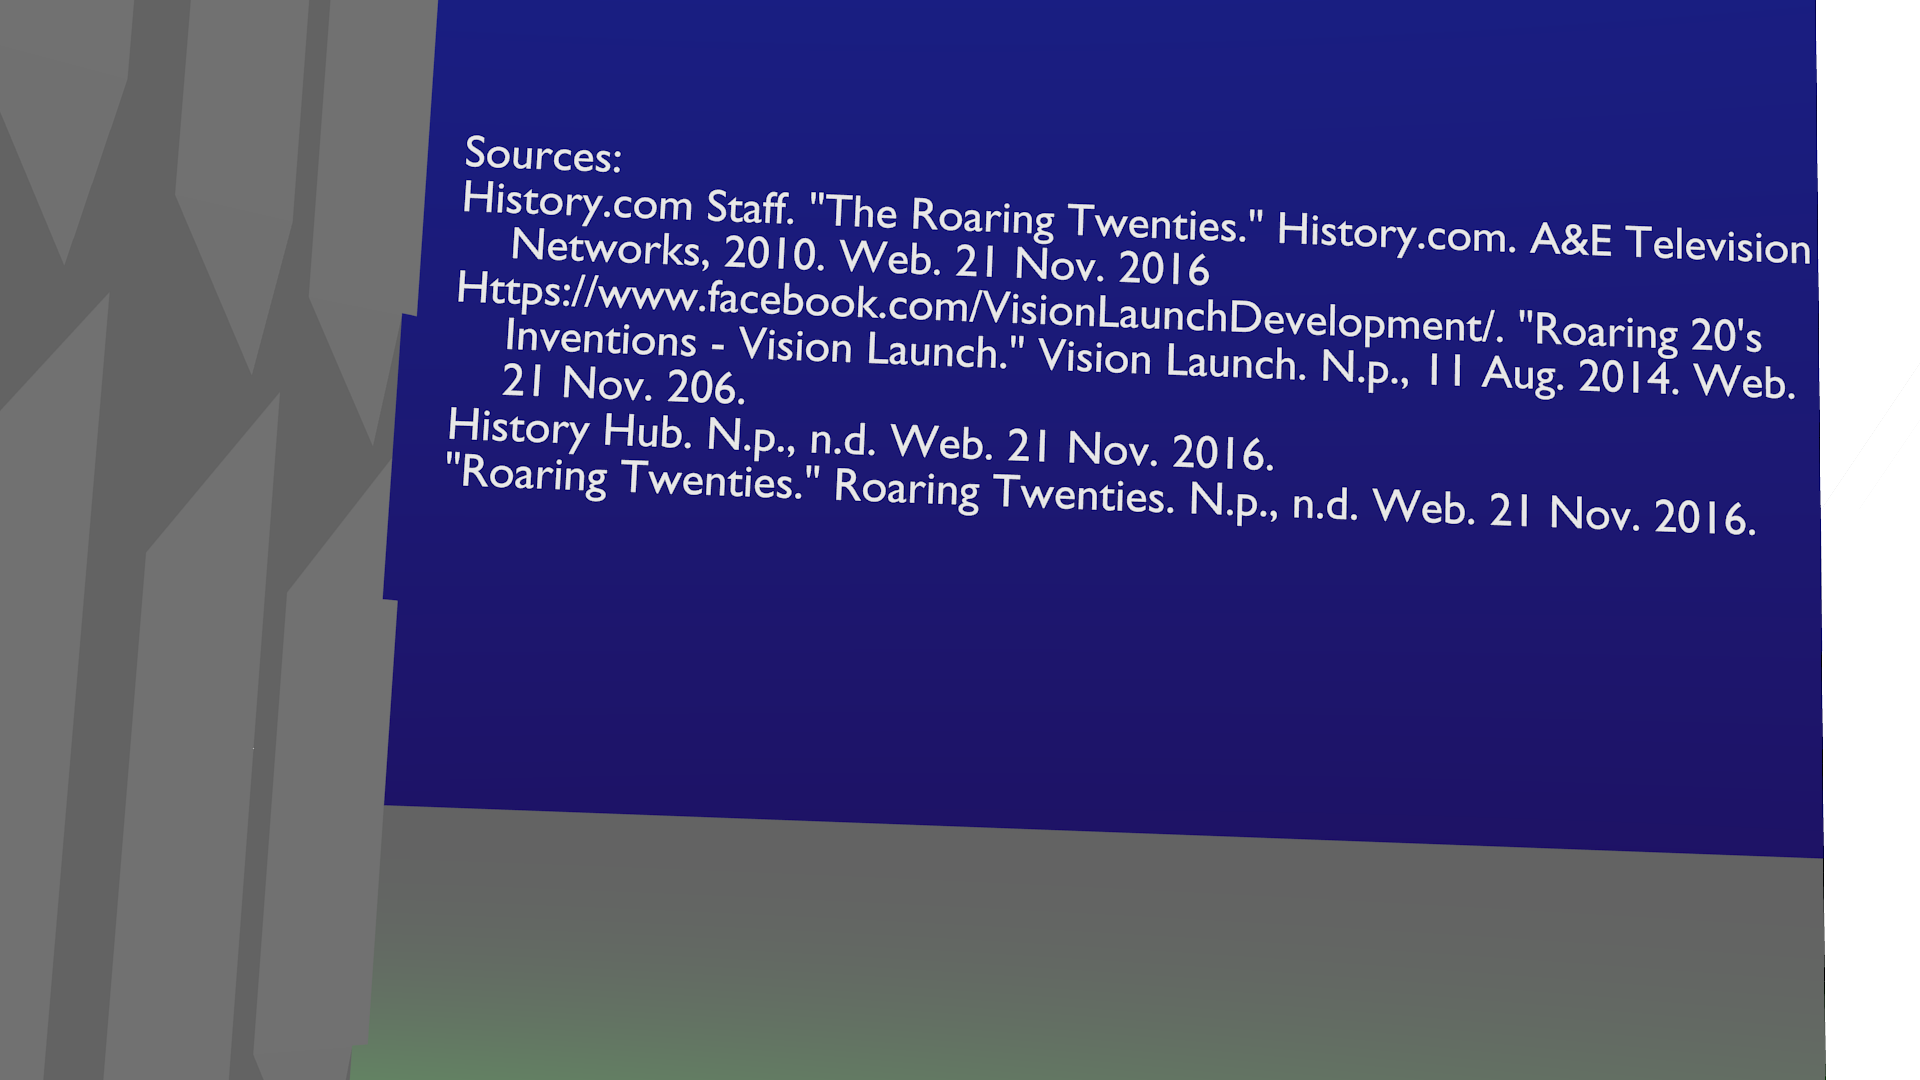 Sources:
History.com Staff. "The Roaring Twenties." History.com. A&E Television
Networks, 2010. Web. 21 Nov. 2016
Https://www.facebook.com/VisionLaunchDevelopment/. "Roaring 20's
Inventions - Vision Launch." Vision Launch. N.p., 11 Aug. 2014. Web.
21 Nov. 206.
History Hub. N.p., n.d. Web. 21 Nov. 2016.
"Roaring Twenties." Roaring Twenties. N.p., n.d. Web. 21 Nov. 2016.